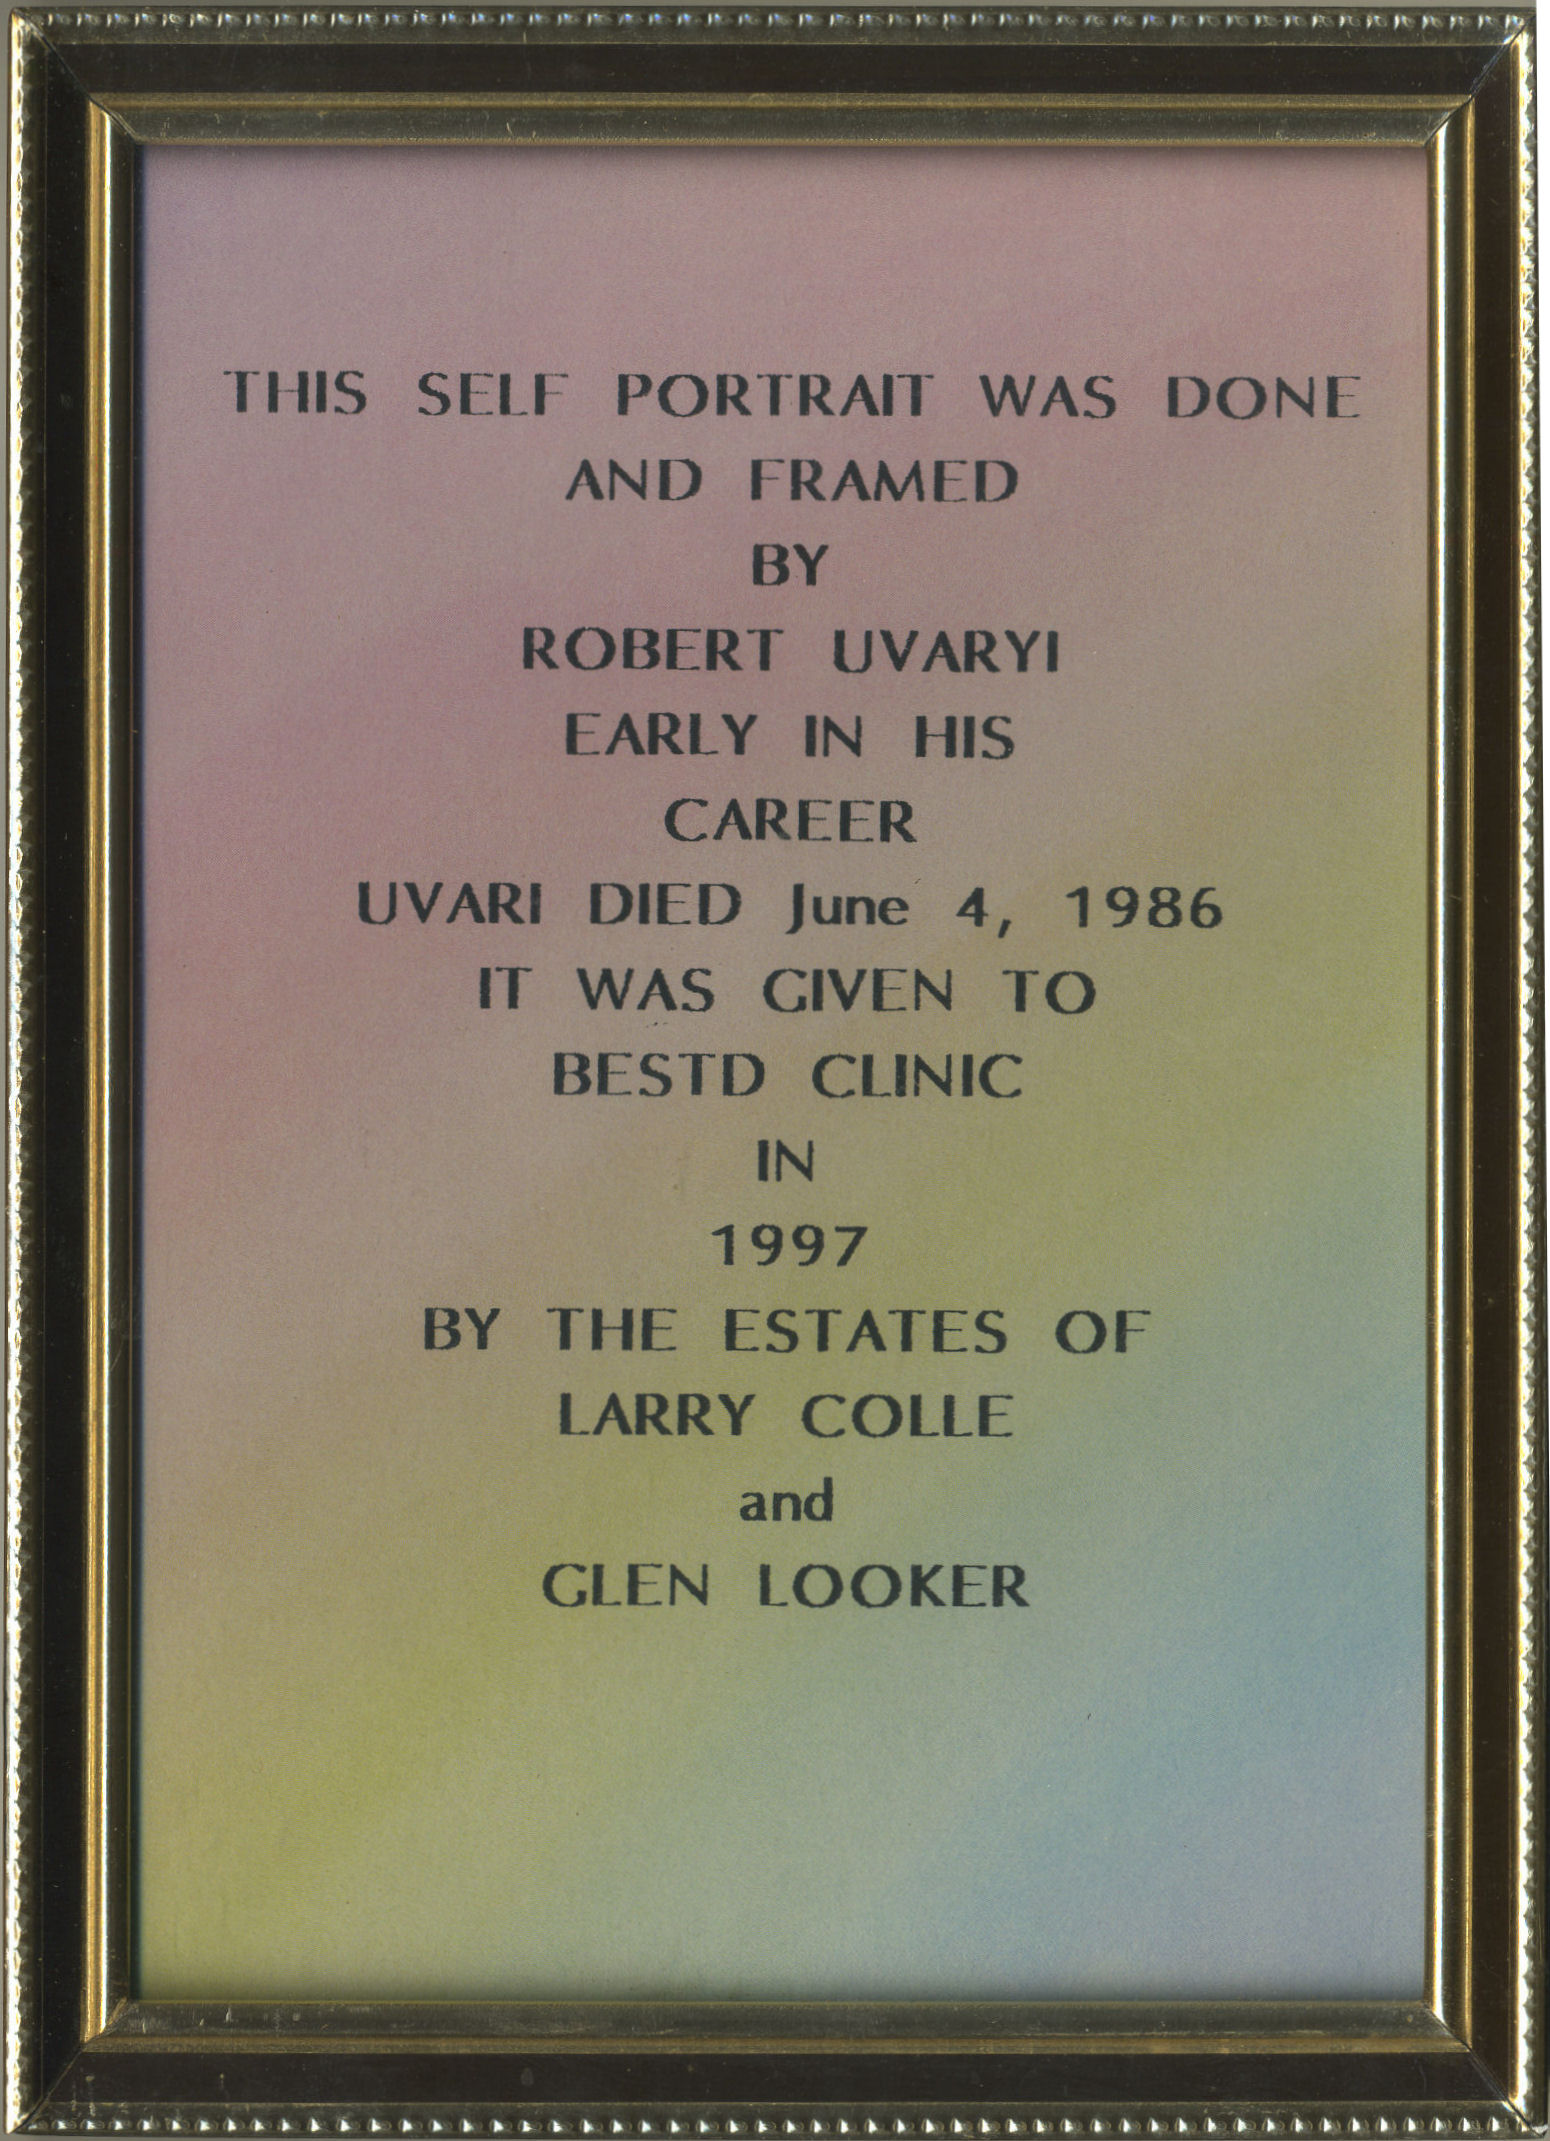 THIS SELF PORTRAIT WAS DONE
AND FRAMED
BY
ROBERT UVARYI
EARLY IN HIS
CAREER
UVARI DIED June 4, 1986
IT WAS GIVEN TO
BESTD CLINIC
IN
1997
BY THE ESTATES OF
LARRY COLLE
and
GLEN LOOKER